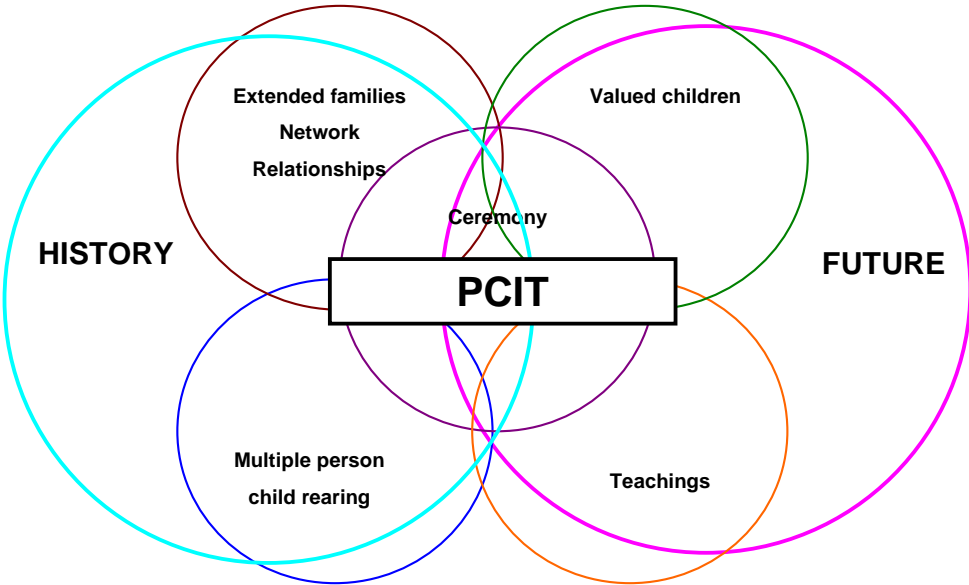 Extended families
Network
Relationships
Valued children
Ceremony
HISTORY
FUTURE
PCIT
Multiple person
child rearing
Teachings